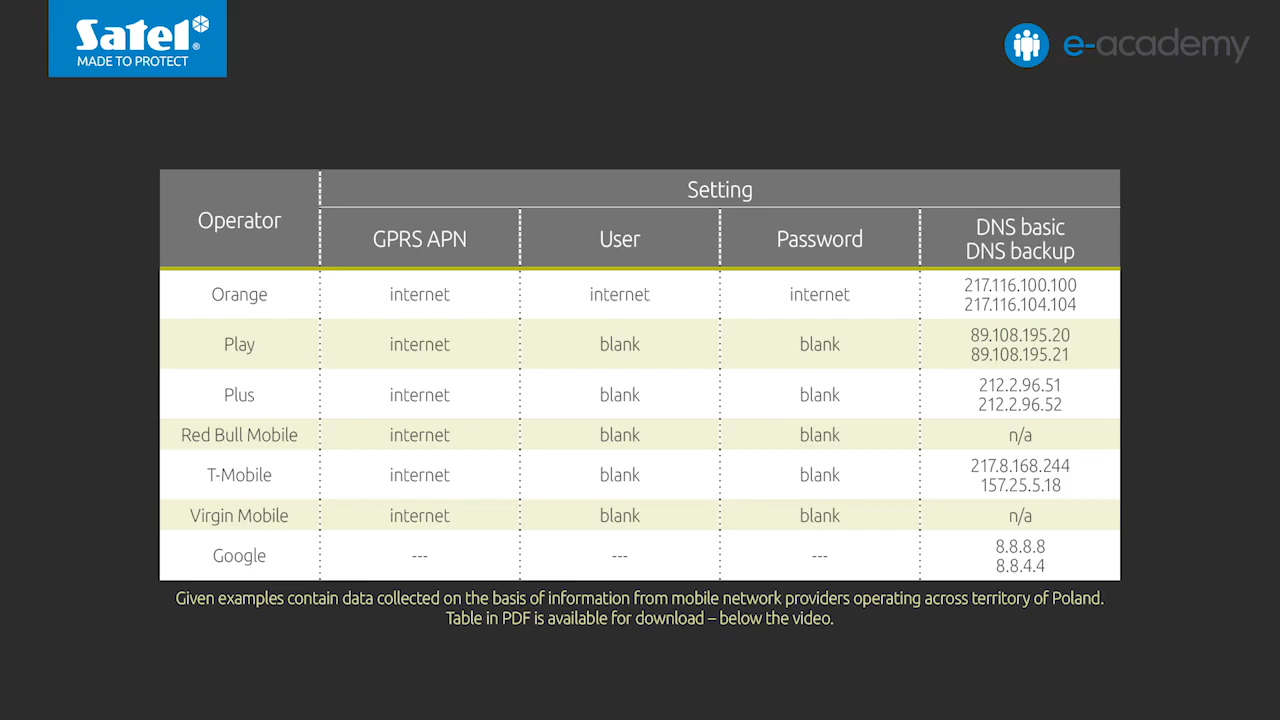 Satel®
MADE TO PROTECT
e-academy
Operator
Setting
GPRS APN
User
Password
DNS basic
DNS backup
Orange internet internet internet 217.116.100.100
217.116.104.104
Play internet blank blank 89.108.195.20
89.108.195.21
Plus internet blank blank 212.2.96.51
212.2.96.52
Red Bull Mobile internet blank blank n/a
T-Mobile internet blank blank 217.8.168.244
157.25.5.18
Virgin Mobile internet blank blank n/a
Google --- --- --- 8.8.8.8
8.8.4.4
Given examples contain data collected on the basis of information from mobile network providers operating across territory of Poland.
Table in PDF is available for download – below the video.